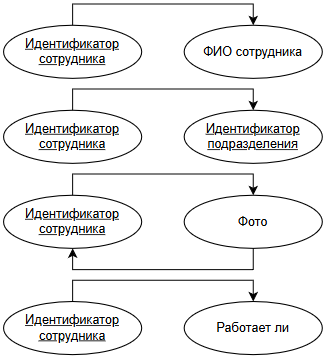 Идентификатор
сотрудника
ФИО сотрудника
Идентификатор
сотрудника
Идентификатор
подразделения
Идентификатор
сотрудника
Фото
Идентификатор
сотрудника
Работает ли